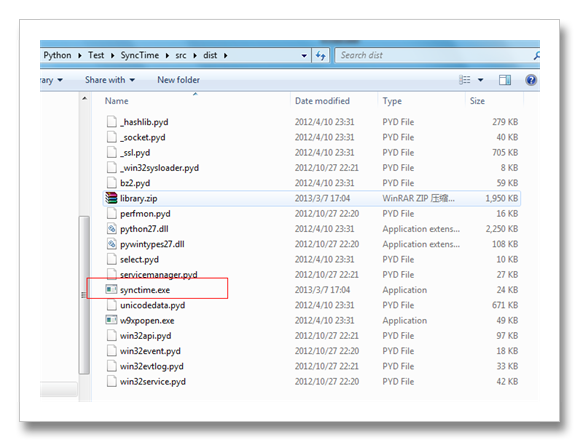 Python Test SyncTime src dist Search dist
rary Share with New folder
Name Date modified Type Size
_hashlib.pyd 2012/4/10 23:31 PYD File 279 KB
_socket.pyd 2012/4/10 23:31 PYD File 40 KB
_ssl.pyd 2012/4/10 23:31 PYD File 705 KB
_win32sysloader.pyd 2012/10/27 22:21 PYD File 8 KB
bz2.pyd 2012/4/10 23:31 PYD File 59 KB
library.zip 2013/3/7 17:04 WinRAR ZIP 圧縮... 1,950 KB
perfmon.pyd 2012/10/27 22:20 PYD File 16 KB
python27.dll 2012/4/10 23:31 Application extens... 2,250 KB
pywintypes27.dll 2012/10/27 22:20 Application extens... 108 KB
select.pyd 2012/4/10 23:31 PYD File 10 KB
servicemanager.pyd 2012/10/27 22:21 PYD File 27 KB
synctime.exe 2013/3/7 17:04 Application 24 KB
unicodedata.pyd 2012/4/10 23:31 PYD File 671 KB
w9xpopen.exe 2012/4/10 23:31 Application 49 KB
win32api.pyd 2012/10/27 22:21 PYD File 97 KB
win32event.pyd 2012/10/27 22:20 PYD File 18 KB
win32evtlog.pyd 2012/10/27 22:21 PYD File 33 KB
win32service.pyd 2012/10/27 22:20 PYD File 42 KB